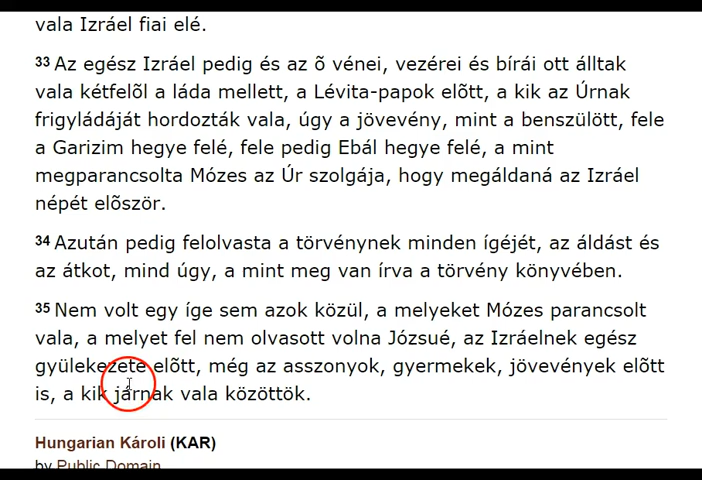 vala Izráel fiai elé.
33 Az egész Izráel pedig és az õ vénei, vezérei és bírái ott álltak
vala kétfelõl a láda mellett, a Lévita-papok elõtt, a kik az Úrnak
frigyládáját hordozták vala, úgy a jövevény, mint a benszülött, fele
a Garizim hegye felé, fele pedig Ebál hegye felé, a mint
megparancsolta Mózes az Úr szolgája, hogy megáldaná az Izráel
népét elõször.
34 Azután pedig felolvasta a törvénynek minden ígéjét, az áldást és
az átkot, mind úgy, a mint meg van írva a törvény könyvében.
35 Nem volt egy íge sem azok közül, a melyeket Mózes parancsolt
vala, a melyet fel nem olvasott volna Józsué, az Izráelnek egész
gyülekezete elõtt, még az asszonyok, gyermekek, jövevények elõtt
is, a kik járnak vala közöttök.
Hungarian Károli (KAR)
by Public Domain